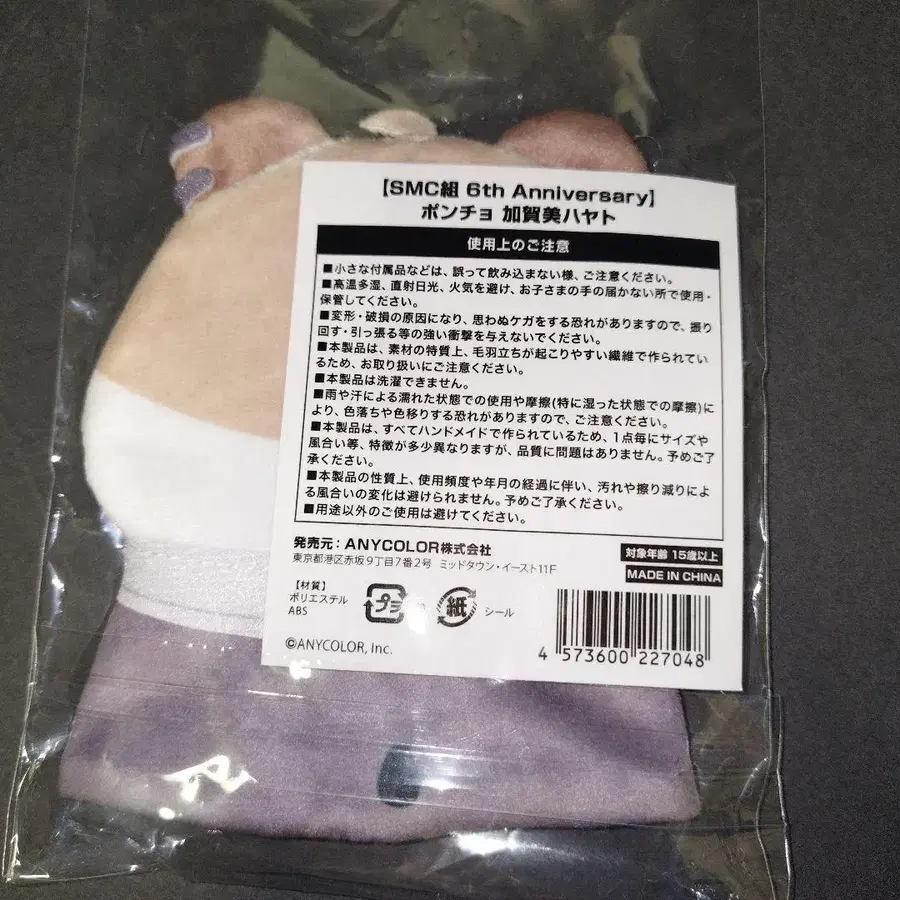 【SMC組 6th Anniversary】
ポンチョ 加賀美ハヤト
使用上のご注意
■小さな付属品などは、誤って飲み込まない様、ご注意ください。
■高温多湿、直射日光、火気を避け、お子さまの手の届かない所で使用・
保管してください。
■変形・破損の原因になり、思わぬケガをする恐れがありますので、振り
回す・引っ張る等の強い衝撃を与えないでください。
■本製品は、素材の特質上、毛羽立ちが起こりやすい繊維で作られてい
るため、お取り扱いにご注意ください。
■本製品は洗濯できません。
■雨や汗による濡れた状態での使用や摩擦(特に湿った状態での摩擦)に
より、色落ちや色移りする恐れがありますので、ご注意ください。
■本製品は、すべてハンドメイドで作られているため、1点毎にサイズや
風合い等、特徴が多少異なりますが、品質に問題はありません。予めご了
承ください。
■本製品の性質上、使用頻度や年月の経過に伴い、汚れや擦り減りによ
る風合いの変化は避けられません。予めご了承ください。
■用途以外のご使用は避けてください。
発売元：ANYCOLOR株式会社
東京都港区赤坂9丁目7番2号 ミッドタウン・イースト11F
対象年齢 15歳以上
MADE IN CHINA
【材質】
ポリエステル
ABS
プラ
紙 シール
©ANYCOLOR, Inc.
4 573600 227048